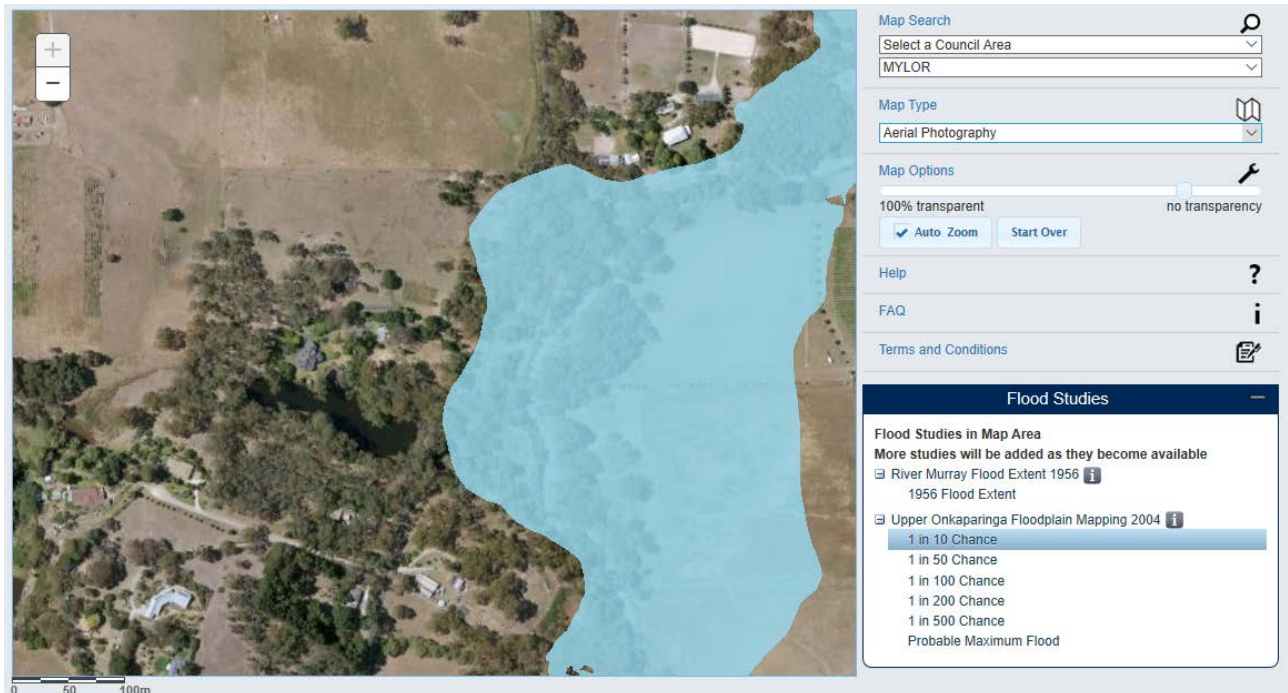 +
−
Map Search
Select a Council Area
MYLOR
Map Type
Aerial Photography
Map Options
100% transparent no transparency
Auto Zoom Start Over
Help ?
FAQ i
Terms and Conditions
Flood Studies −
Flood Studies in Map Area
More studies will be added as they become available
River Murray Flood Extent 1956 i
1956 Flood Extent
Upper Onkaparinga Floodplain Mapping 2004 i
1 in 10 Chance
1 in 50 Chance
1 in 100 Chance
1 in 200 Chance
1 in 500 Chance
Probable Maximum Flood
0 50 100m